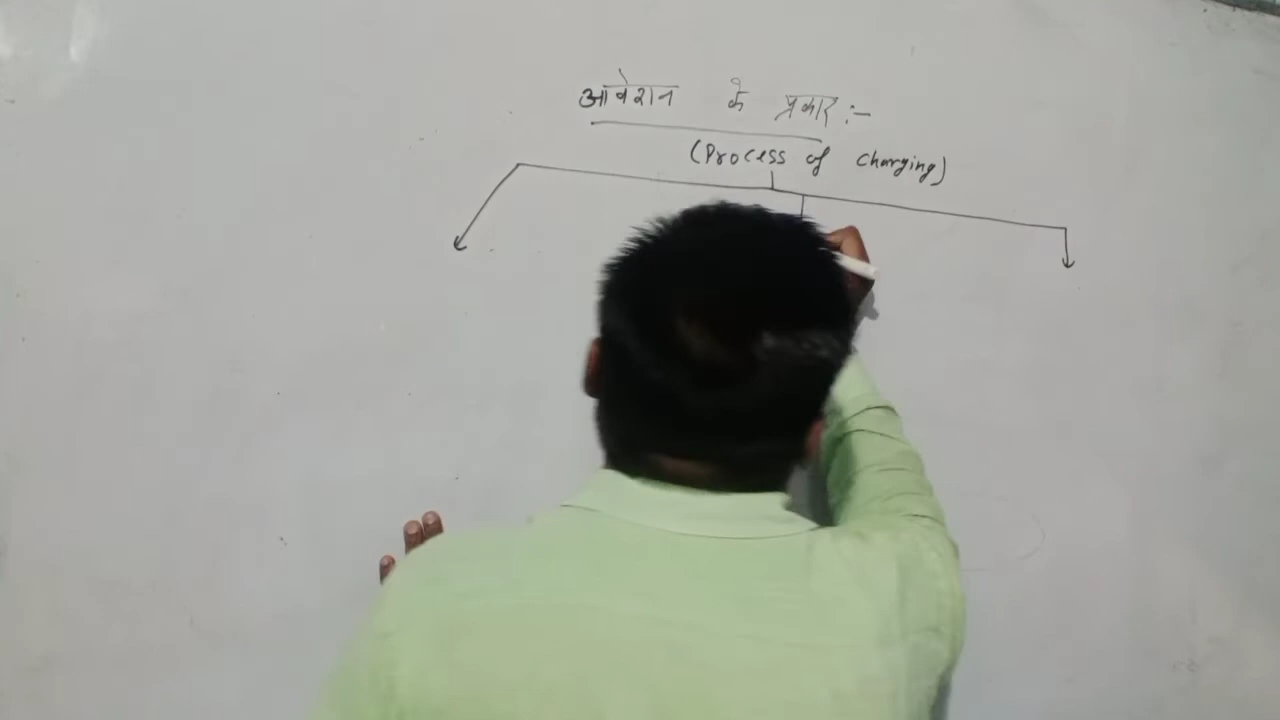 आवेशन के प्रकार :-
(Process of Charging)